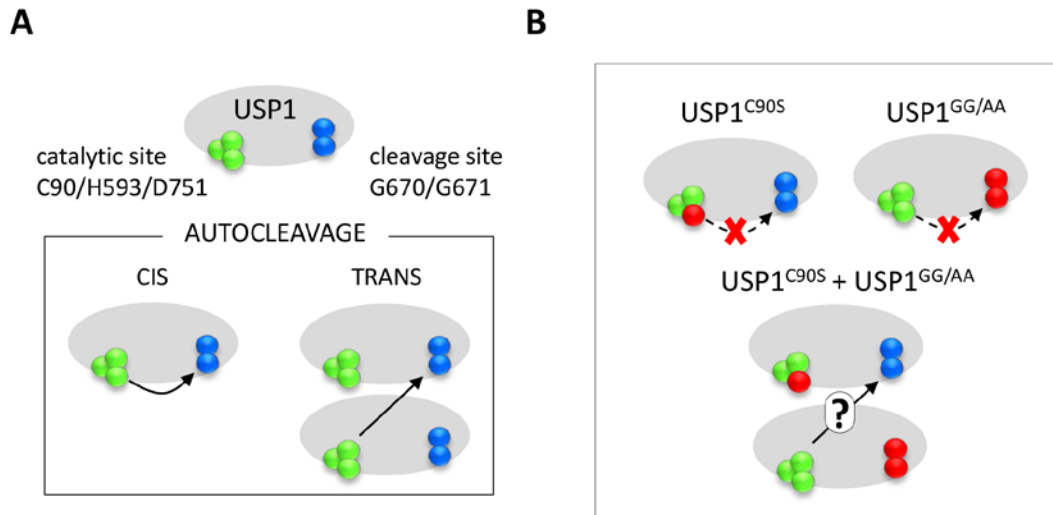 A
USP1
catalytic site
C90/H593/D751
cleavage site
G670/G671
AUTOCLEAVAGE
CIS
TRANS
B
USP1C90S
USP1GG/AA
USP1C90S + USP1GG/AA
?